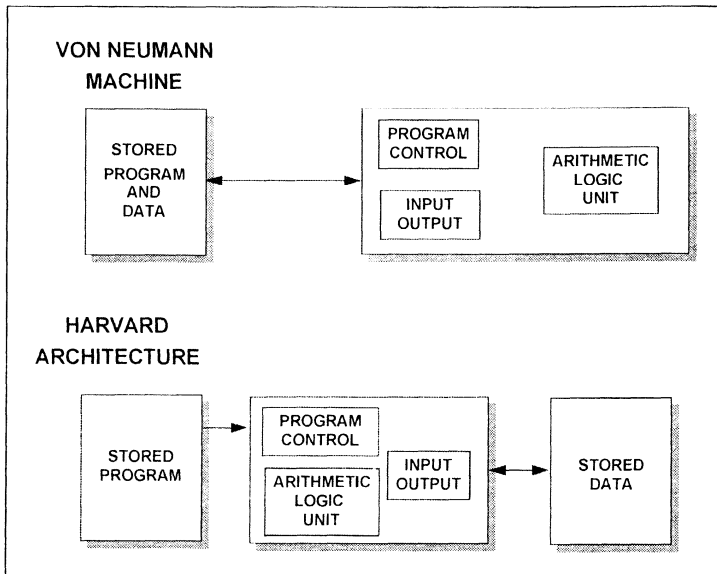 VON NEUMANN
MACHINE
STORED
PROGRAM
AND
DATA
PROGRAM
CONTROL
INPUT
OUTPUT
ARITHMETIC
LOGIC
UNIT
HARVARD
ARCHITECTURE
STORED
PROGRAM
PROGRAM
CONTROL
ARITHMETIC
LOGIC
UNIT
INPUT
OUTPUT
STORED
DATA